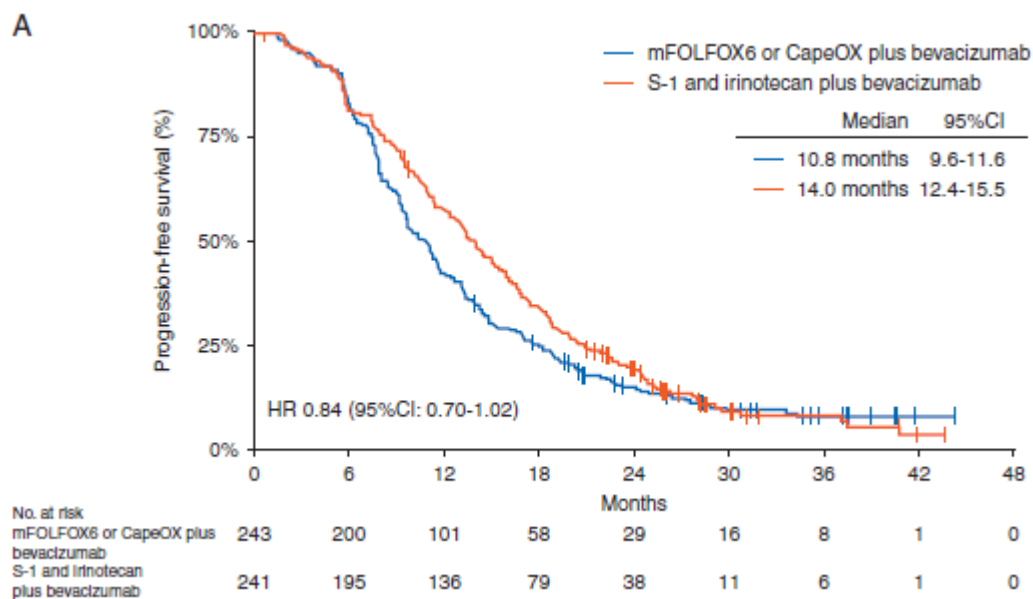 A
100%
75%
50%
25%
0%
Progression-free survival (%)
mFOLFOX6 or CapeOX plus bevacizumab
S-1 and irinotecan plus bevacizumab
Median 95%CI
10.8 months 9.6-11.6
14.0 months 12.4-15.5
HR 0.84 (95%CI: 0.70-1.02)
0 6 12 18 24 30 36 42 48
Months
No. at risk
mFOLFOX6 or CapeOX plus
bevacizumab
243 200 101 58 29 16 8 1 0
S-1 and irinotecan
plus bevacizumab
241 195 136 79 38 11 6 1 0